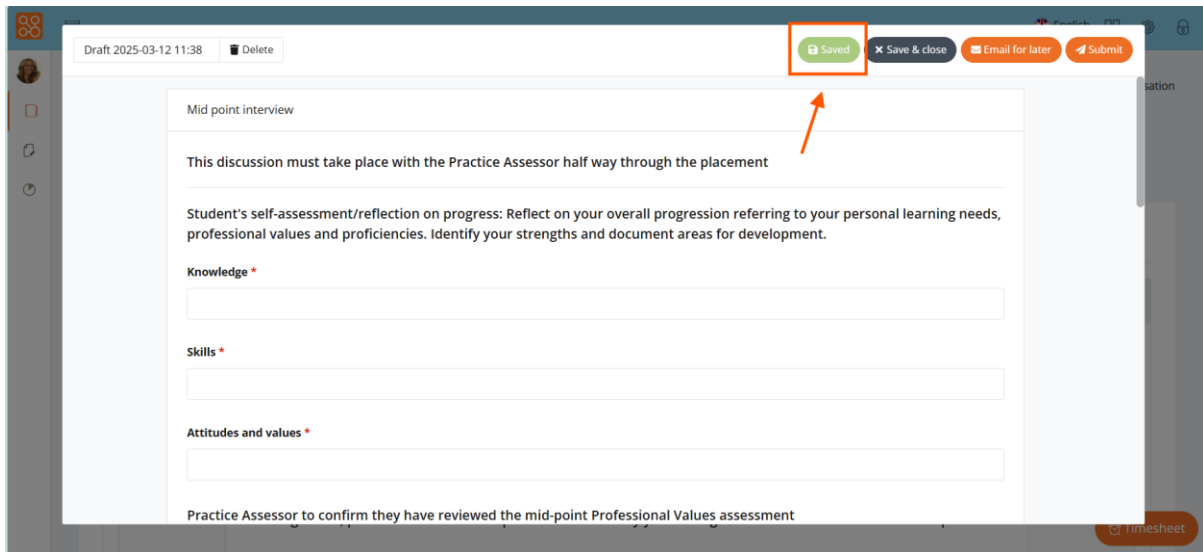 English
Draft 2025-03-12 11:38
Delete
Saved
Save & close
Email for later
Submit
sation
Mid point interview
This discussion must take place with the Practice Assessor half way through the placement
Student's self-assessment/reflection on progress: Reflect on your overall progression referring to your personal learning needs,
professional values and proficiencies. Identify your strengths and document areas for development.
Knowledge *
Skills *
Attitudes and values *
Practice Assessor to confirm they have reviewed the mid-point Professional Values assessment
Timesheet